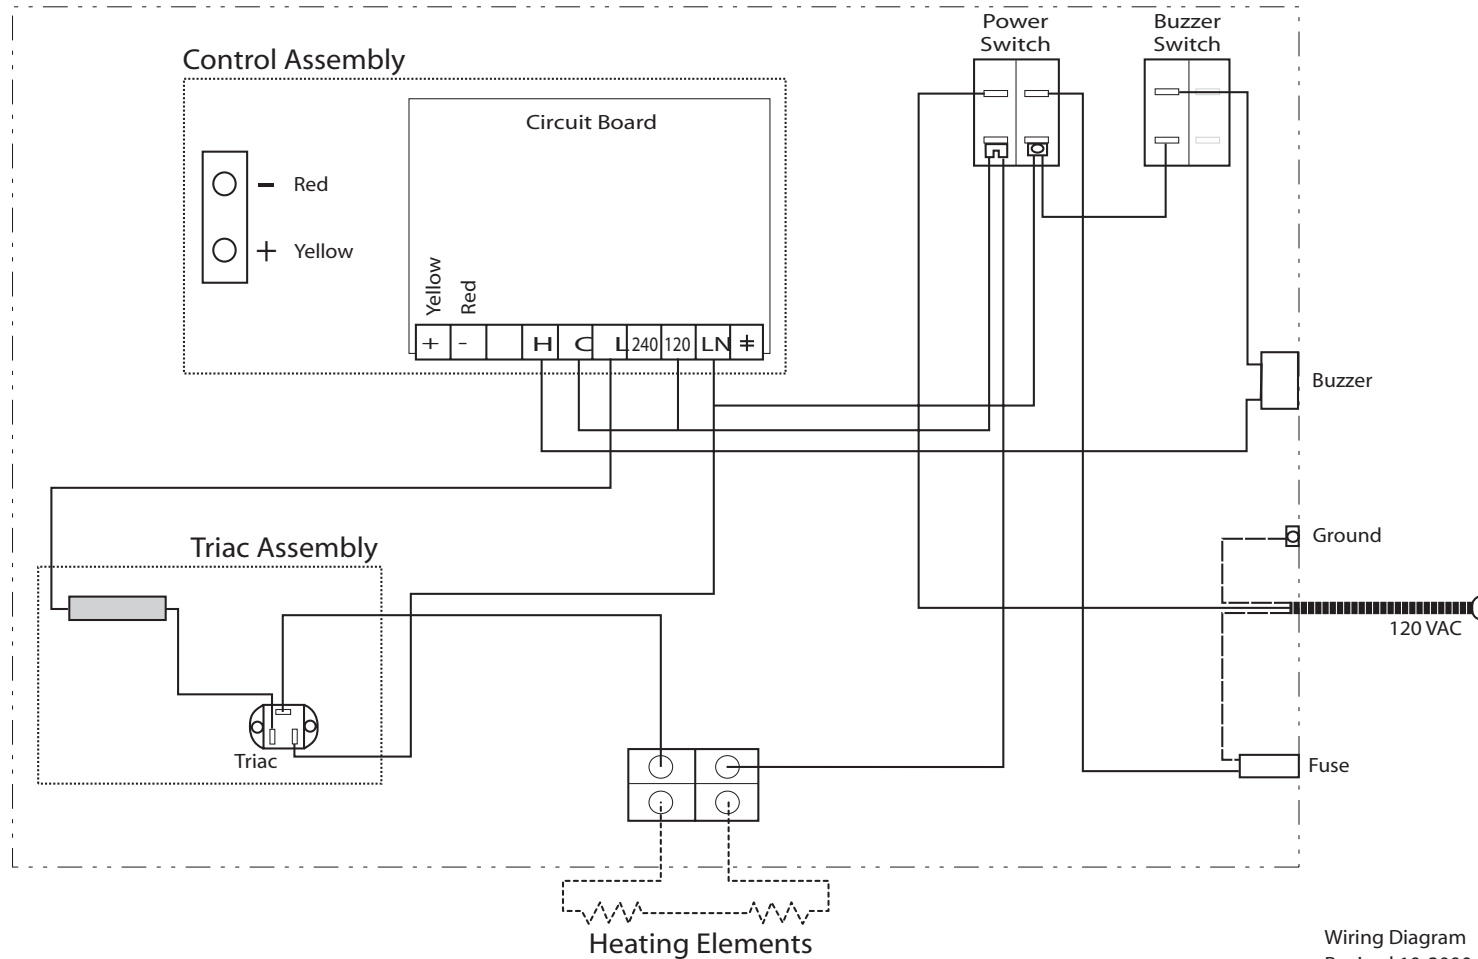 Power
Switch
Buzzer
Switch
Control Assembly
Circuit Board
- Red
+ Yellow
Yellow
Red
+ - H C L 240 120 LN ⧧
Buzzer
Ground
Triac Assembly
120 VAC
Triac
Fuse
Heating Elements
Wiring Diagram